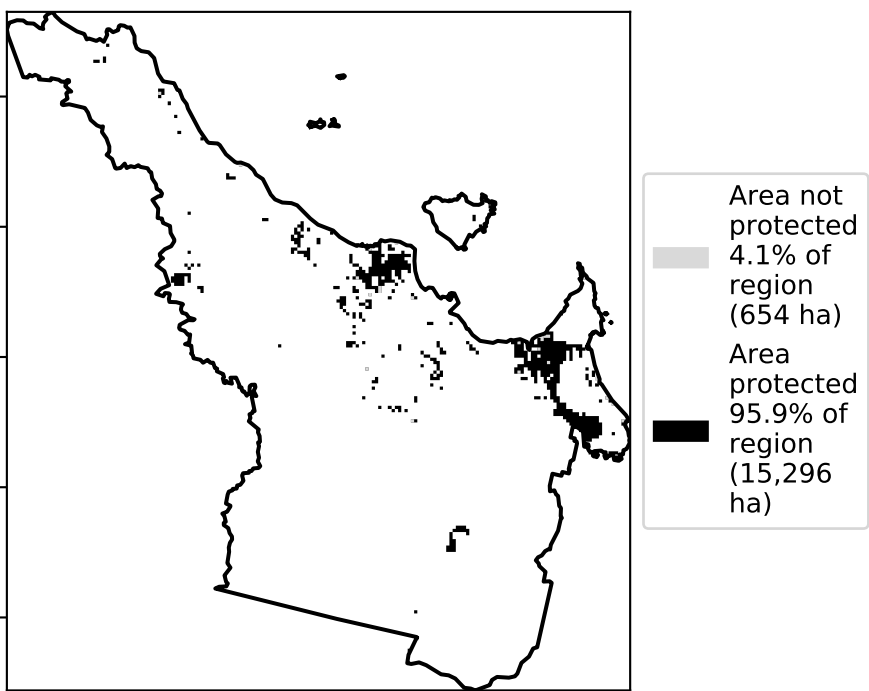 Area not
protected
4.1% of
region
(654 ha)
Area
protected
95.9% of
region
(15,296
ha)